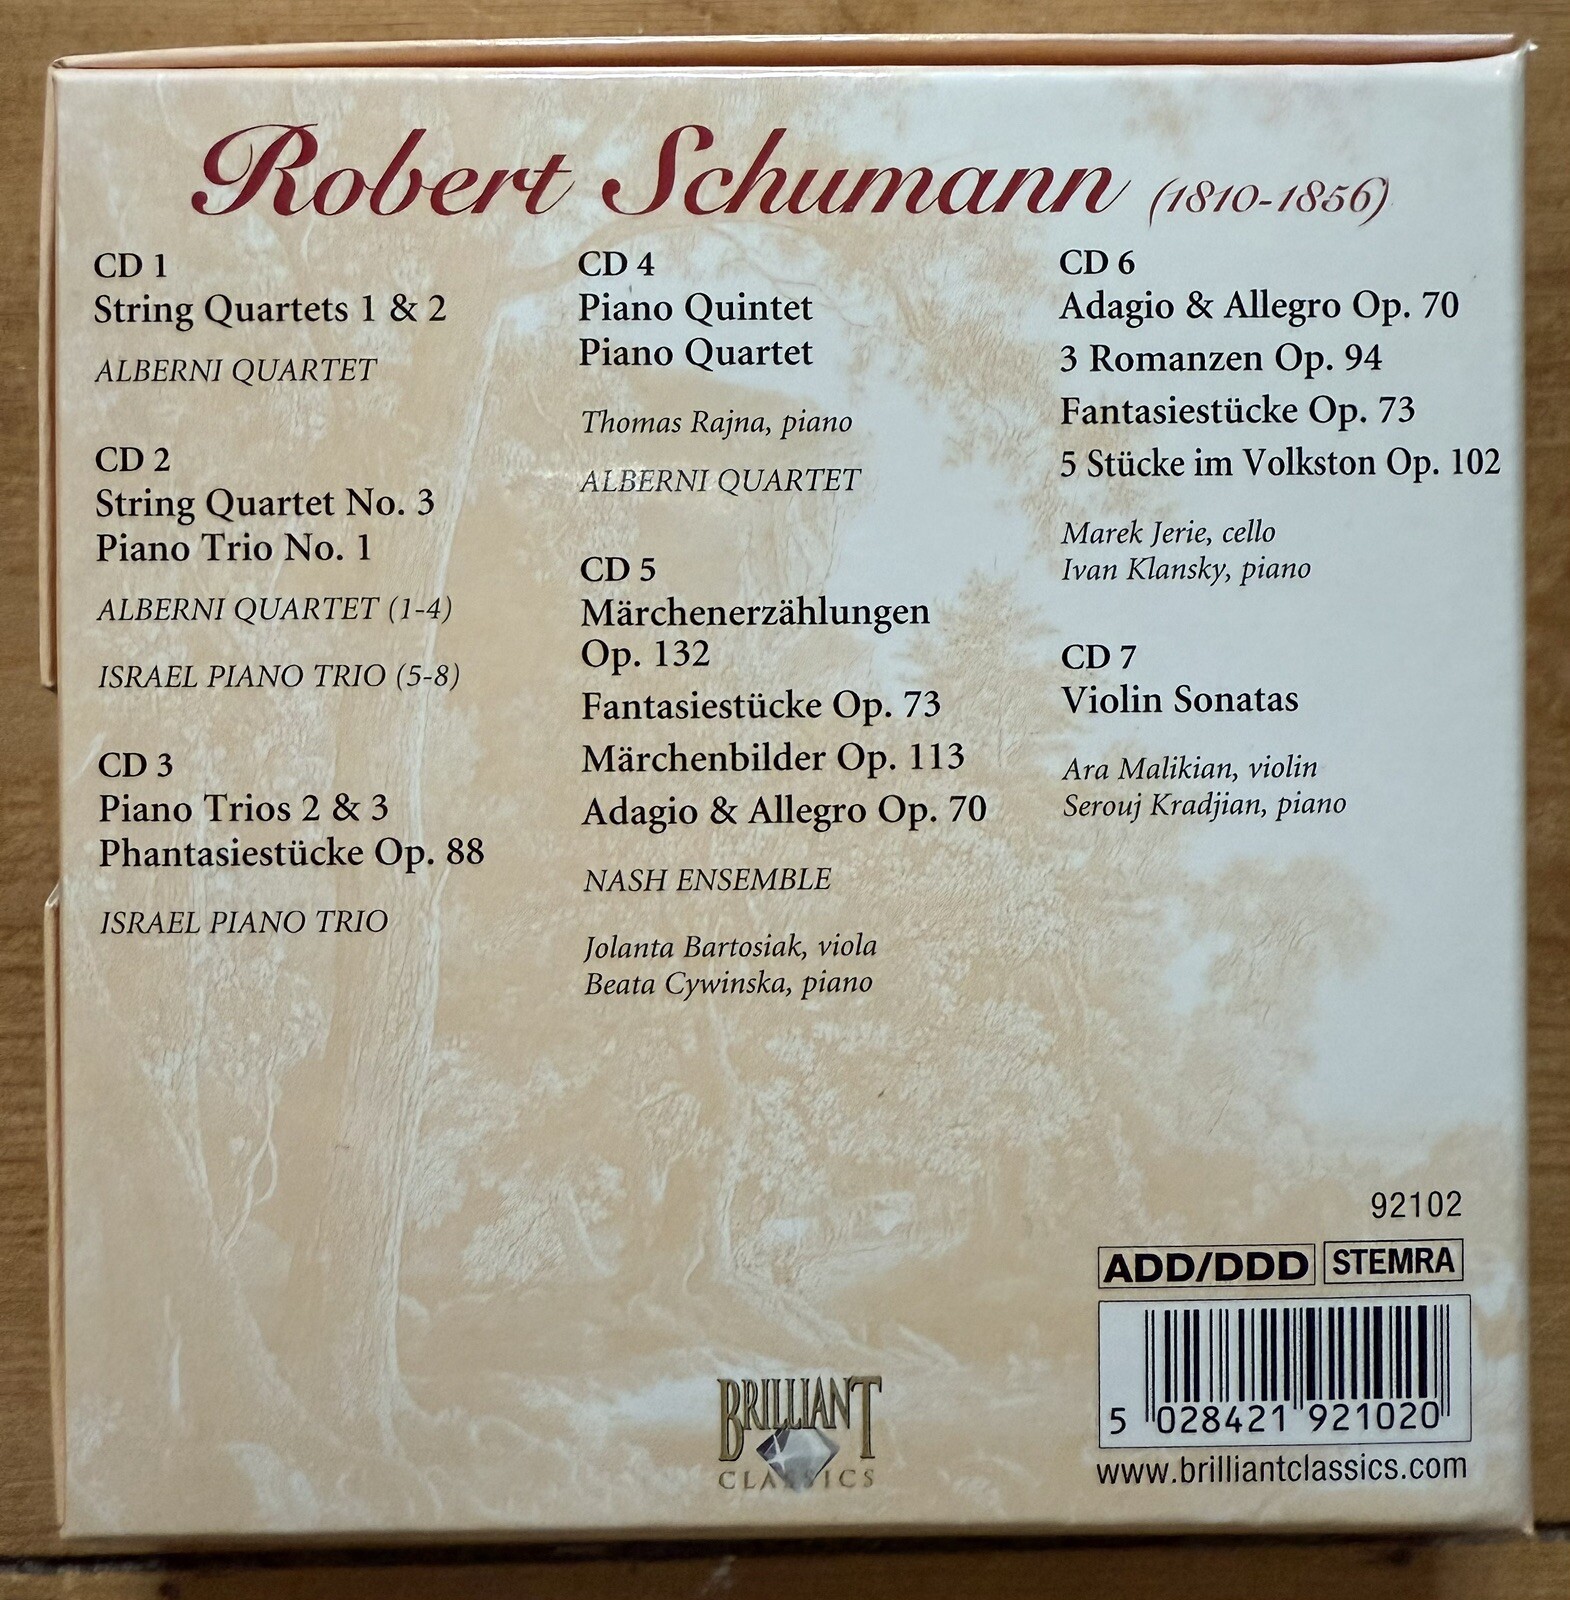 Robert Schumann (1810-1856)
CD 1
String Quartets 1 & 2
ALBERNI QUARTET
CD 2
String Quartet No. 3
Piano Trio No. 1
ALBERNI QUARTET (1-4)
ISRAEL PIANO TRIO (5-8)
CD 3
Piano Trios 2 & 3
Phantasiestücke Op. 88
ISRAEL PIANO TRIO
CD 4
Piano Quintet
Piano Quartet
Thomas Rajna, piano
ALBERNI QUARTET
CD 5
Märchenerzählungen
Op. 132
Fantasiestücke Op. 73
Märchenbilder Op. 113
Adagio & Allegro Op. 70
NASH ENSEMBLE
Jolanta Bartosiak, viola
Beata Cywinska, piano
CD 6
Adagio & Allegro Op. 70
3 Romanzen Op. 94
Fantasiestücke Op. 73
5 Stücke im Volkston Op. 102
Marek Jerie, cello
Ivan Klansky, piano
CD 7
Violin Sonatas
Ara Malikian, violin
Serouj Kradjian, piano
92102
ADD/DDD STEMRA
5 028421 921020
www.brilliantclassics.com
BRILLIANT
CLASSICS